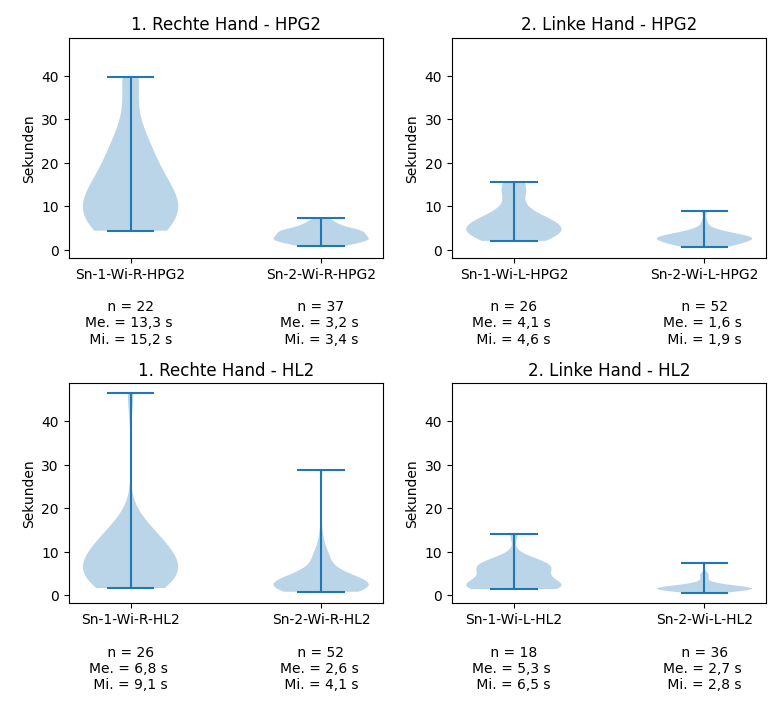 1. Rechte Hand - HPG2
2. Linke Hand - HPG2
Sekunden
40
30
20
10
0
Sekunden
40
30
20
10
0
Sn-1-Wi-R-HPG2
Sn-2-Wi-R-HPG2
Sn-1-Wi-L-HPG2
Sn-2-Wi-L-HPG2
n = 22
Me. = 13,3 s
Mi. = 15,2 s
n = 37
Me. = 3,2 s
Mi. = 3,4 s
n = 26
Me. = 4,1 s
Mi. = 4,6 s
n = 52
Me. = 1,6 s
Mi. = 1,9 s
1. Rechte Hand - HL2
2. Linke Hand - HL2
Sekunden
40
30
20
10
0
Sekunden
40
30
20
10
0
Sn-1-Wi-R-HL2
Sn-2-Wi-R-HL2
Sn-1-Wi-L-HL2
Sn-2-Wi-L-HL2
n = 26
Me. = 6,8 s
Mi. = 9,1 s
n = 52
Me. = 2,6 s
Mi. = 4,1 s
n = 18
Me. = 5,3 s
Mi. = 6,5 s
n = 36
Me. = 2,7 s
Mi. = 2,8 s